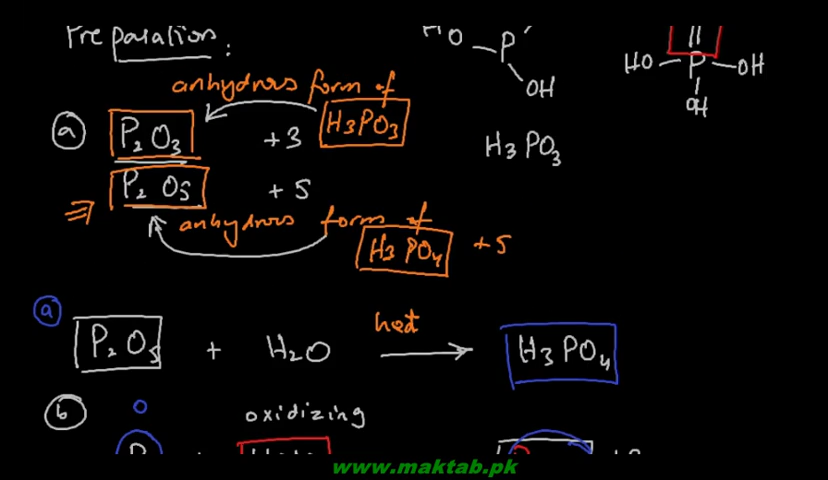 Preparation:
HO P OH
HO P OH OH
anhydrous form of
a P2O3 +3 H3PO3
H3PO3
P2O5 +5
anhydrous form of
H3PO4 +5
a
P2O5 + H2O heat H3PO4
b 0 oxidizing
www.maktab.pk